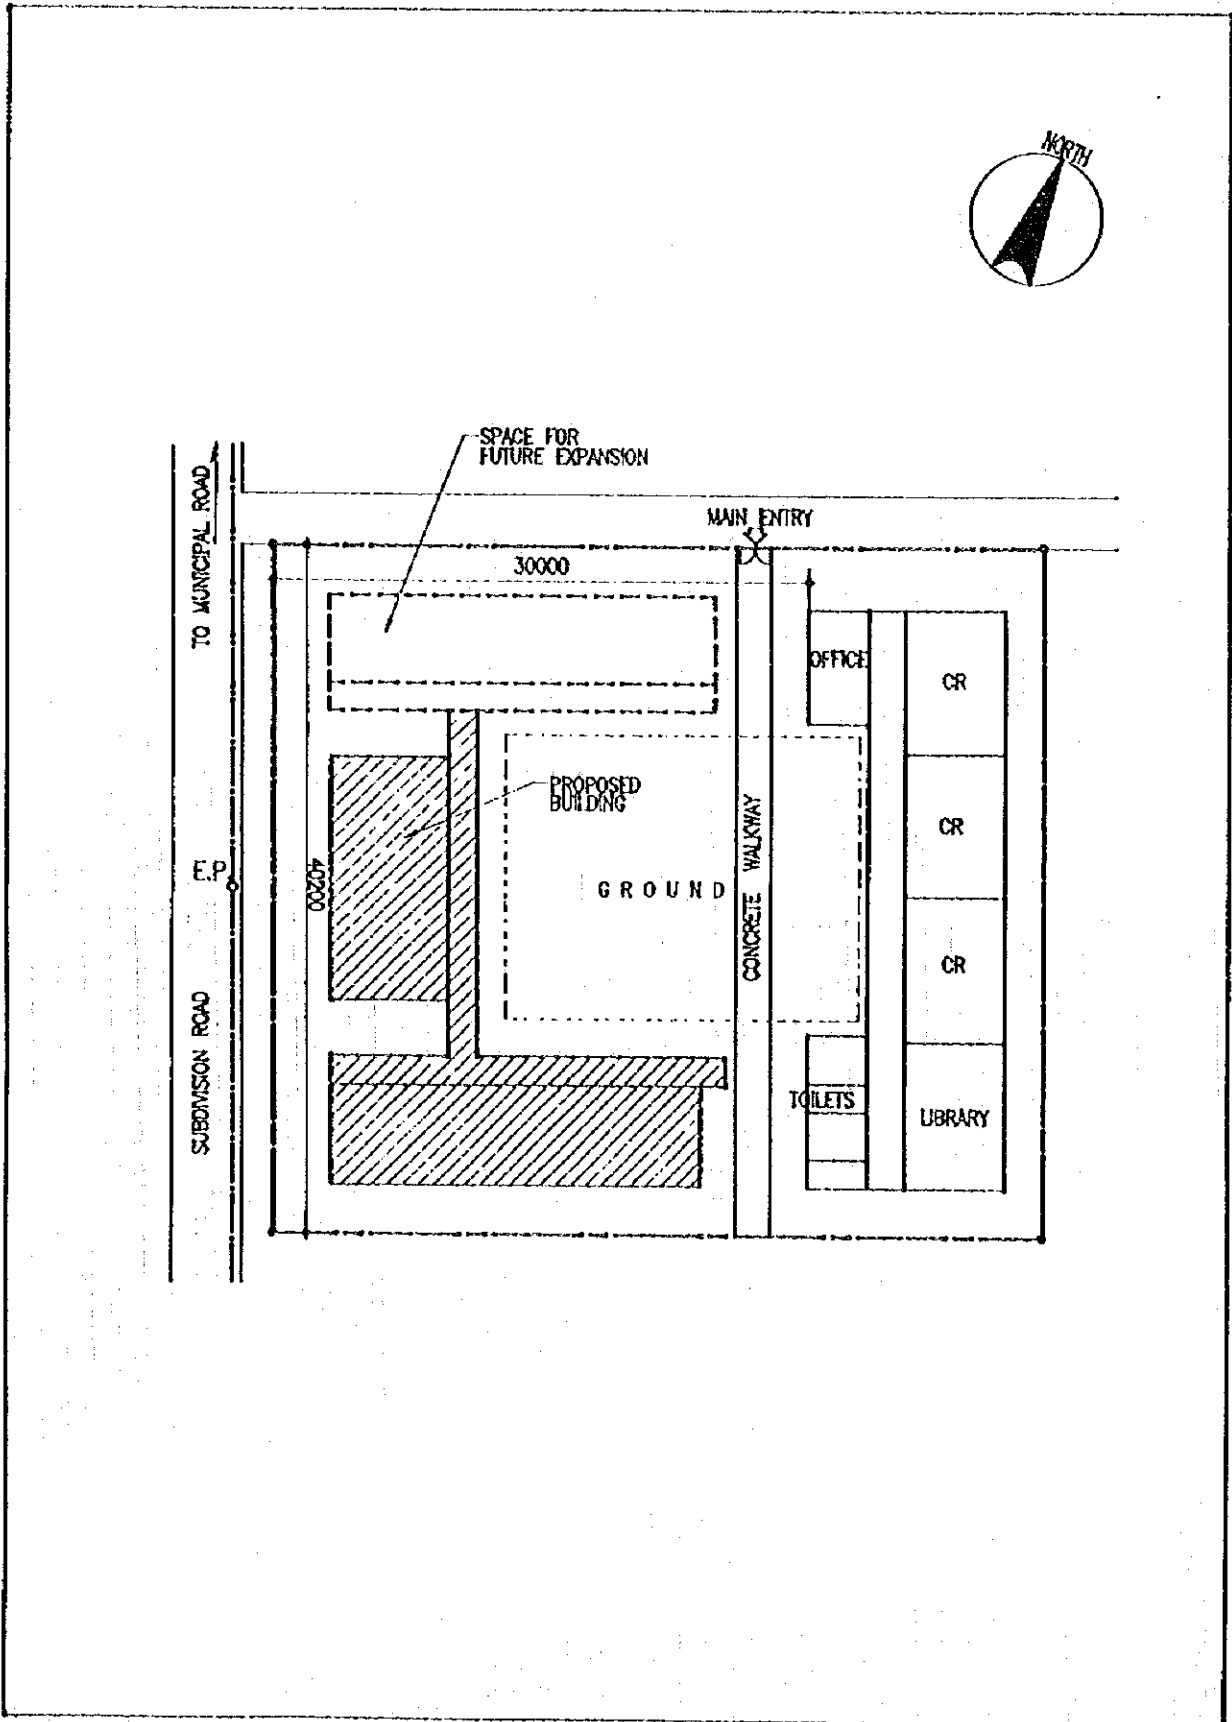 NORTH
SPACE FOR
FUTURE EXPANSION
TO MUNICIPAL ROAD
MAIN ENTRY
30000
OFFICE
CR
PROPOSED
BUILDING
CR
E.P
40200
GROUND
CONCRETE WALKWAY
CR
SUBDIVISION ROAD
TOILETS
LIBRARY